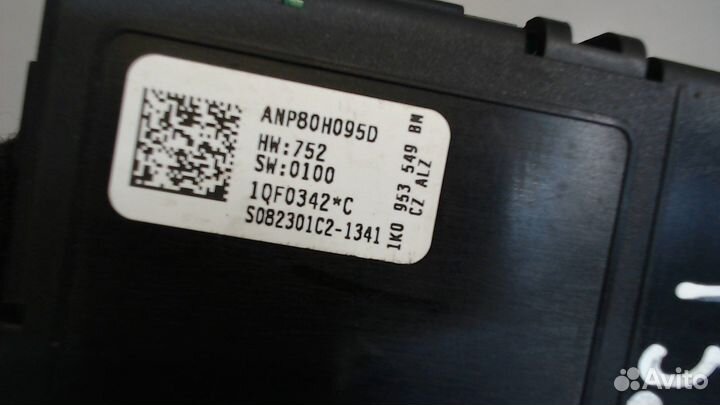 ANP80H095D
HW:752
SW:0100
1QF0342*C
S082301C2-1341
1K0 953 549 BN
CZ ALZ
Avito